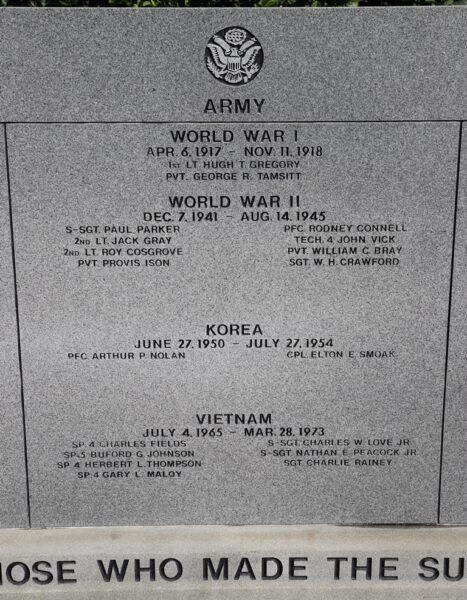 ARMY
WORLD WAR I
APR. 6, 1917 - NOV. 11, 1918
1ST LT. HUGH T. GREGORY
PVT. GEORGE R. TAMSITT
WORLD WAR II
DEC. 7, 1941 - AUG. 14, 1945
S-SGT. PAUL PARKER
2ND LT. JACK GRAY
2ND LT. ROY COSGROVE
PVT. PROVIS ISON
PFC. RODNEY CONNELL
TECH. 4 JOHN VICK
PVT. WILLIAM C. BRAY
SGT. W. H. CRAWFORD
KOREA
JUNE 27, 1950 - JULY 27, 1954
PFC. ARTHUR P. NOLAN
CPL. ELTON E. SMOAK
VIETNAM
JULY 4, 1965 - MAR. 28, 1973
SP-4 CHARLES FIELDS
SP-5 BUFORD G. JOHNSON
SP-4 HERBERT L. THOMPSON
SP-4 GARY L. MALOY
S-SGT. CHARLES W. LOVE JR.
S-SGT. NATHAN E. PEACOCK JR.
SGT. CHARLIE RAINEY
HOSE WHO MADE THE SU